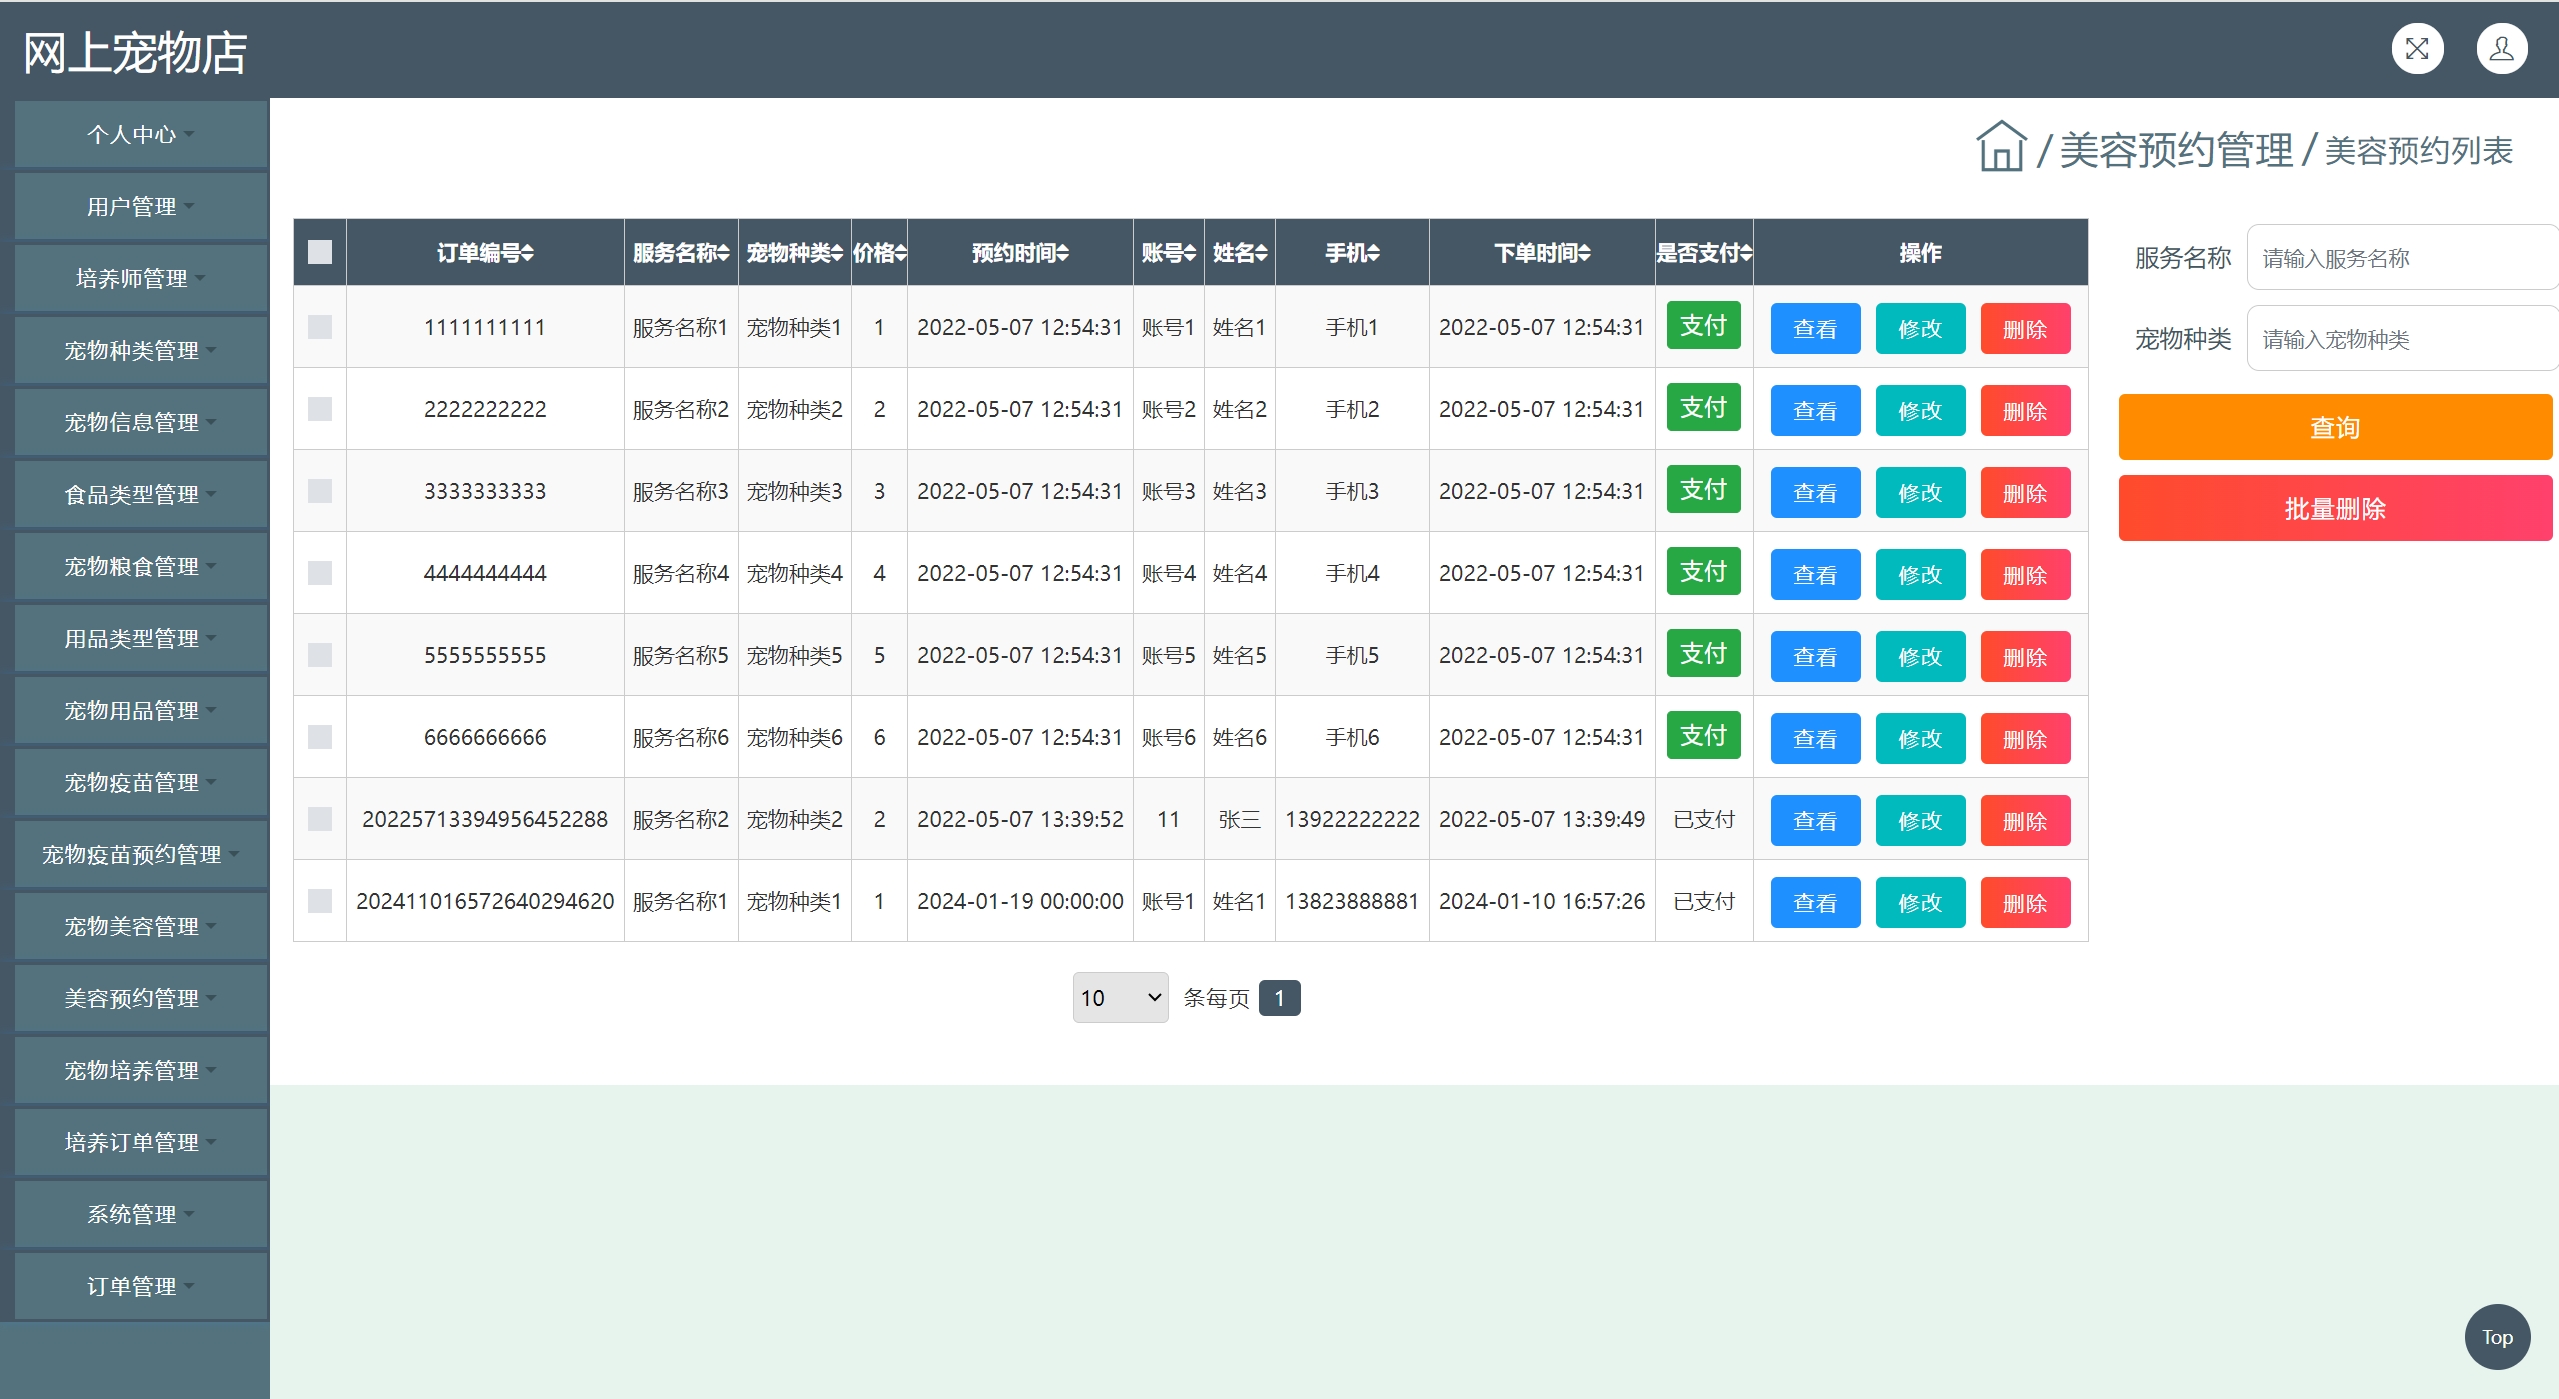 网上宠物店
个人中心
用户管理
培养师管理
宠物种类管理
宠物信息管理
食品类型管理
宠物粮食管理
用品类型管理
宠物用品管理
宠物疫苗管理
宠物疫苗预约管理
宠物美容管理
美容预约管理
宠物培养管理
培养订单管理
系统管理
订单管理
/ 美容预约管理 / 美容预约列表
订单编号 服务名称 宠物种类 价格 预约时间 账号 姓名 手机 下单时间 是否支付 操作
1111111111 服务名称1 宠物种类1 1 2022-05-07 12:54:31 账号1 姓名1 手机1 2022-05-07 12:54:31 支付 查看 修改 删除
2222222222 服务名称2 宠物种类2 2 2022-05-07 12:54:31 账号2 姓名2 手机2 2022-05-07 12:54:31 支付 查看 修改 删除
3333333333 服务名称3 宠物种类3 3 2022-05-07 12:54:31 账号3 姓名3 手机3 2022-05-07 12:54:31 支付 查看 修改 删除
4444444444 服务名称4 宠物种类4 4 2022-05-07 12:54:31 账号4 姓名4 手机4 2022-05-07 12:54:31 支付 查看 修改 删除
5555555555 服务名称5 宠物种类5 5 2022-05-07 12:54:31 账号5 姓名5 手机5 2022-05-07 12:54:31 支付 查看 修改 删除
6666666666 服务名称6 宠物种类6 6 2022-05-07 12:54:31 账号6 姓名6 手机6 2022-05-07 12:54:31 支付 查看 修改 删除
20225713394956452288 服务名称2 宠物种类2 2 2022-05-07 13:39:52 11 张三 13922222222 2022-05-07 13:39:49 已支付 查看 修改 删除
202411016572640294620 服务名称1 宠物种类1 1 2024-01-19 00:00:00 账号1 姓名1 13823888881 2024-01-10 16:57:26 已支付 查看 修改 删除
10 条每页 1
服务名称 请输入服务名称
宠物种类 请输入宠物种类
查询
批量删除
Top